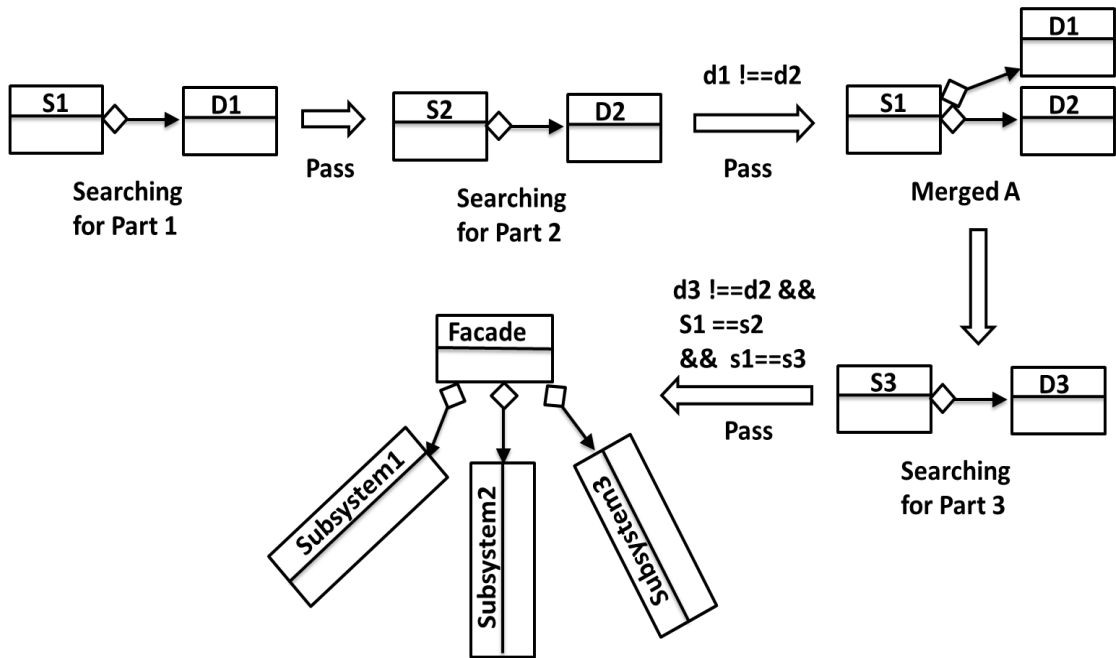 S1
D1
Pass
Searching
for Part 1
S2
D2
Searching
for Part 2
d1 !==d2
Pass
S1
D1
D2
Merged A
S3
D3
Searching
for Part 3
d3 !==d2 &&
S1 ==s2
&& s1==s3
Pass
Facade
Subsystem1
Subsystem2
Subsystem3